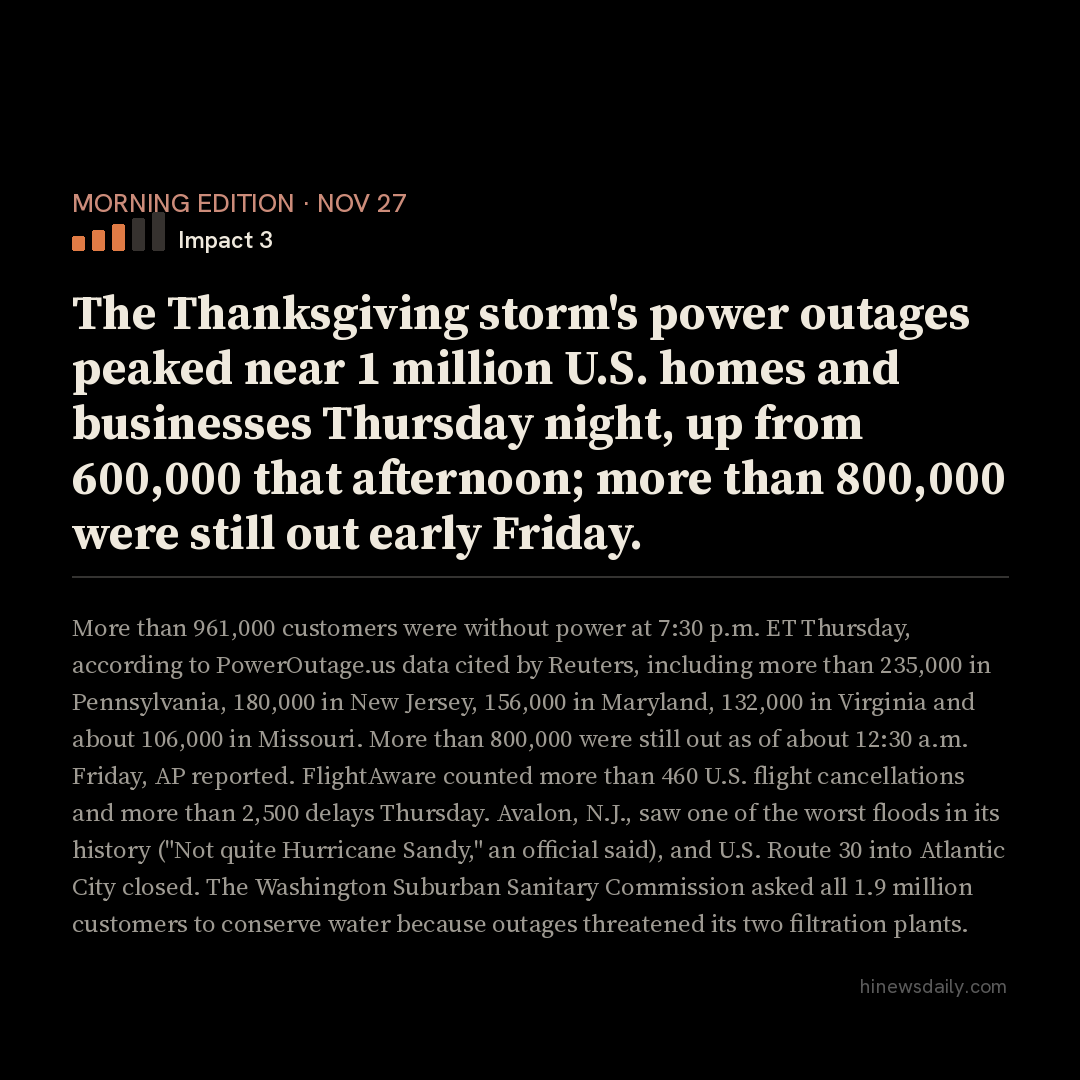 MORNING EDITION · NOV 27
Impact 3
The Thanksgiving storm's power outages
peaked near 1 million U.S. homes and
businesses Thursday night, up from
600,000 that afternoon; more than 800,000
were still out early Friday.
More than 961,000 customers were without power at 7:30 p.m. ET Thursday,
according to PowerOutage.us data cited by Reuters, including more than 235,000 in
Pennsylvania, 180,000 in New Jersey, 156,000 in Maryland, 132,000 in Virginia and
about 106,000 in Missouri. More than 800,000 were still out as of about 12:30 a.m.
Friday, AP reported. FlightAware counted more than 460 U.S. flight cancellations
and more than 2,500 delays Thursday. Avalon, N.J., saw one of the worst floods in its
history ("Not quite Hurricane Sandy," an official said), and U.S. Route 30 into Atlantic
City closed. The Washington Suburban Sanitary Commission asked all 1.9 million
customers to conserve water because outages threatened its two filtration plants.
hinewsdaily.com